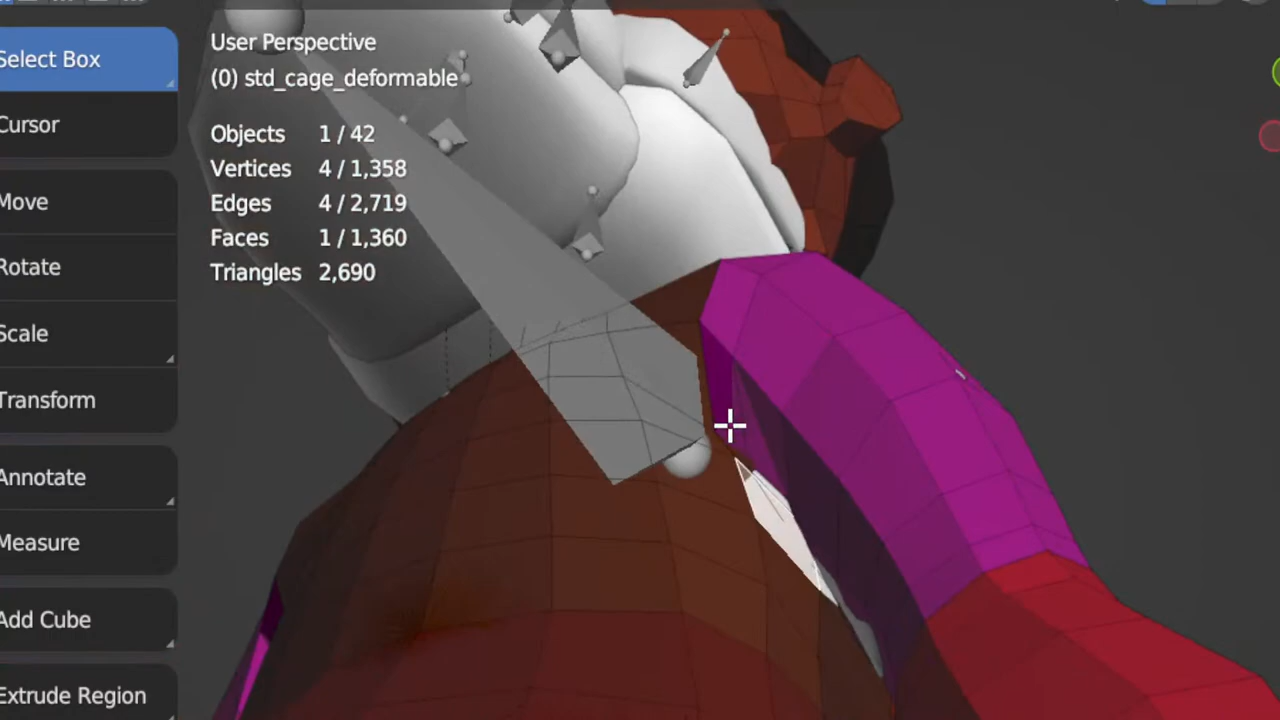 Select Box
Cursor
Move
Rotate
Scale
Transform
Annotate
Measure
Add Cube
Extrude Region
User Perspective
(0) std_cage_deformable
Objects 1 / 42
Vertices 4 / 1,358
Edges 4 / 2,719
Faces 1 / 1,360
Triangles 2,690